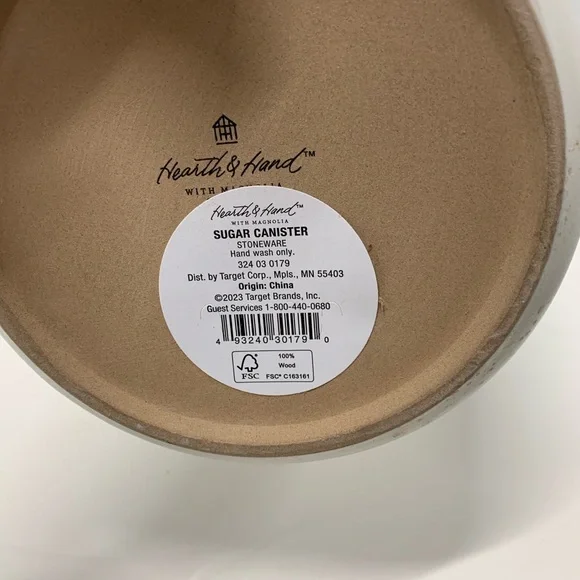 Hearth & Hand™
WITH MAGNOLIA
Hearth & Hand™
WITH MAGNOLIA
SUGAR CANISTER
STONEWARE
Hand wash only.
324 03 0179
Dist. by Target Corp., Mpls., MN 55403
Origin: China
©2023 Target Brands, Inc.
Guest Services 1-800-440-0680
4 93240 30179 0
FSC
100%
Wood
FSC® C163161